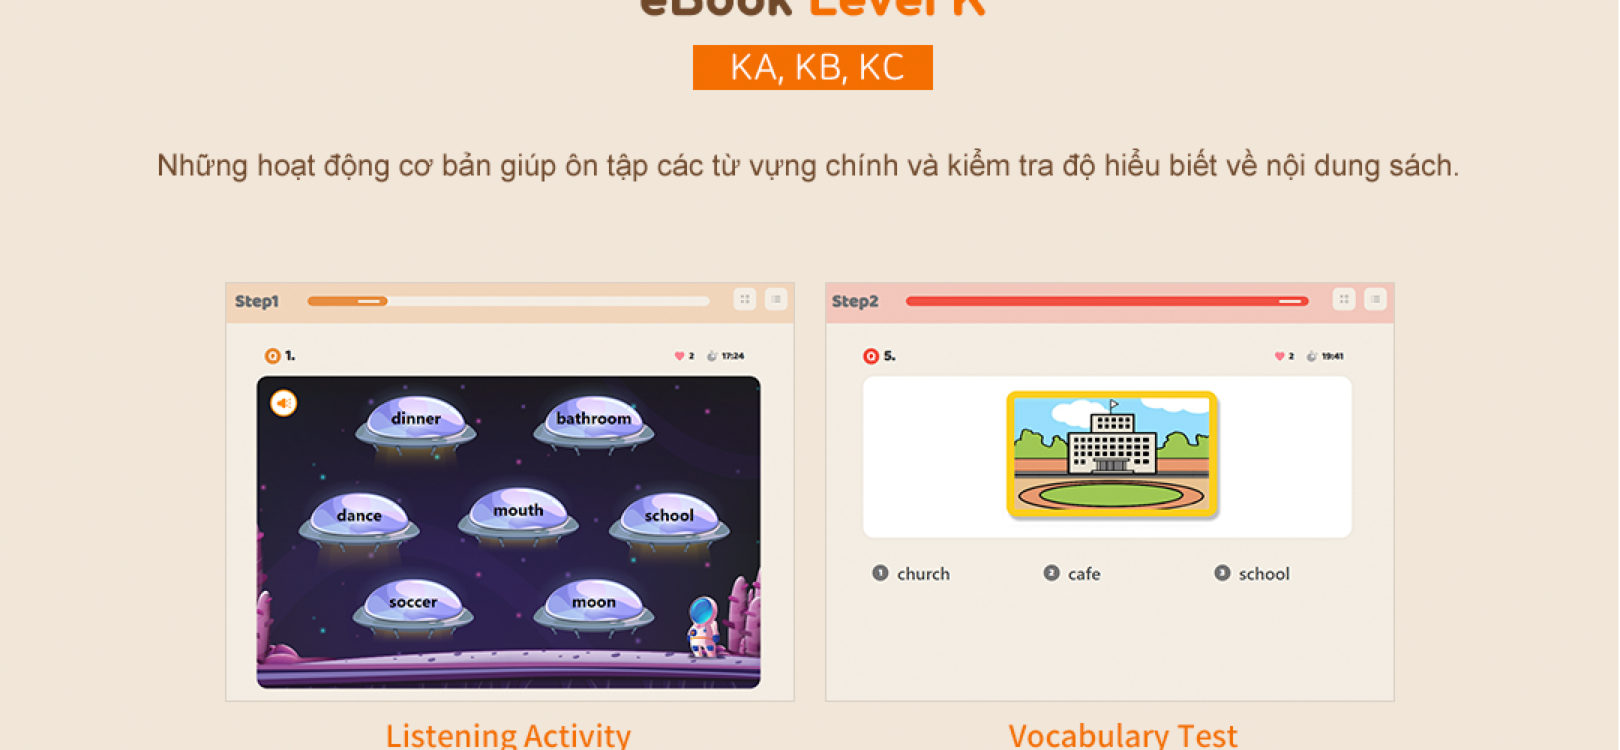 eBook Level K
KA, KB, KC
Những hoạt động cơ bản giúp ôn tập các từ vựng chính và kiểm tra độ hiểu biết về nội dung sách.
Step1
Q 1.
2 17:24
dinner
bathroom
dance
mouth
school
soccer
moon
Listening Activity
Step2
Q 5.
2 19:41
1 church
2 cafe
3 school
Vocabulary Test